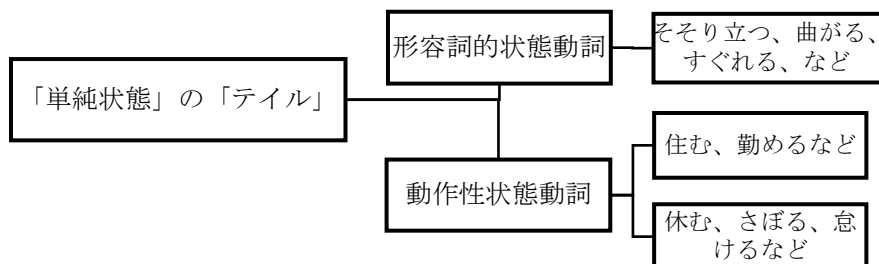 「単純状態」の「テイル」
形容詞的状態動詞
そそり立つ、曲がる、
すぐれる、など
動作性状態動詞
住む、勤めるなど
休む、さぼる、怠
けるなど